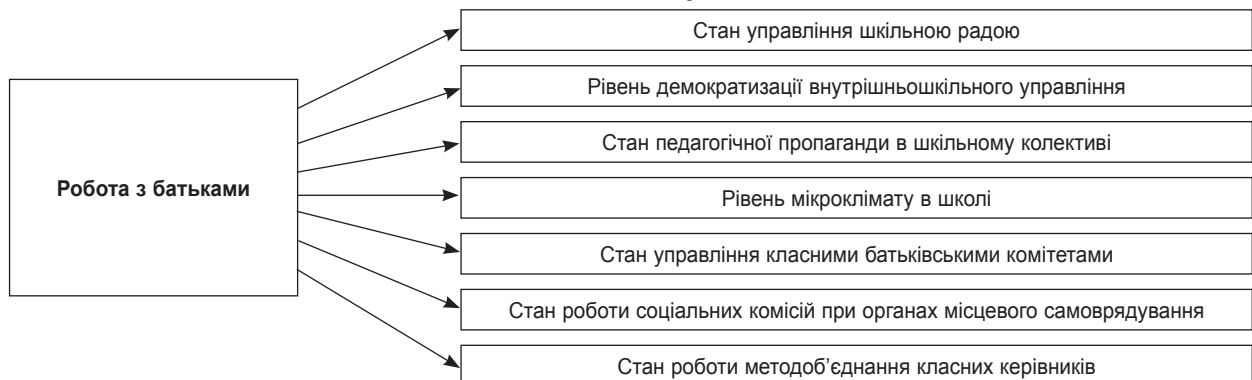 Стан управління шкільною радою
Рівень демократизації внутрішньошкільного управління
Стан педагогічної пропаганди в шкільному колективі
Робота з батьками
Рівень мікроклімату в школі
Стан управління класними батьківськими комітетами
Стан роботи соціальних комісій при органах місцевого самоврядування
Стан роботи методоб’єднання класних керівників